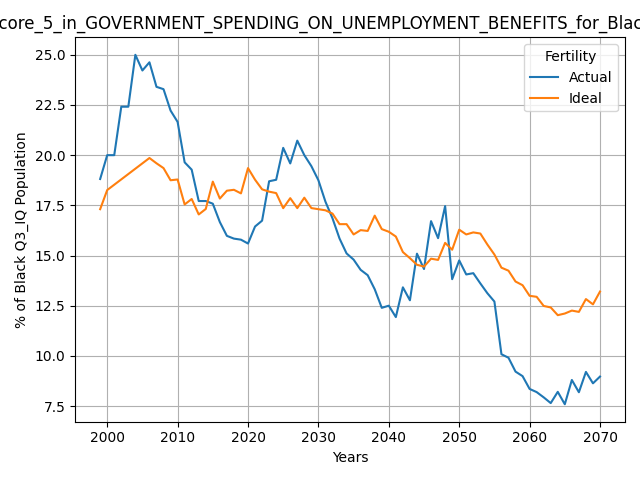 core_5_in_GOVERNMENT_SPENDING_ON_UNEMPLOYMENT_BENEFITS_for_Blac
Fertility
Actual
Ideal
25.0
22.5
20.0
17.5
15.0
12.5
10.0
7.5
% of Black Q3_IQ Population
2000 2010 2020 2030 2040 2050 2060 2070
Years